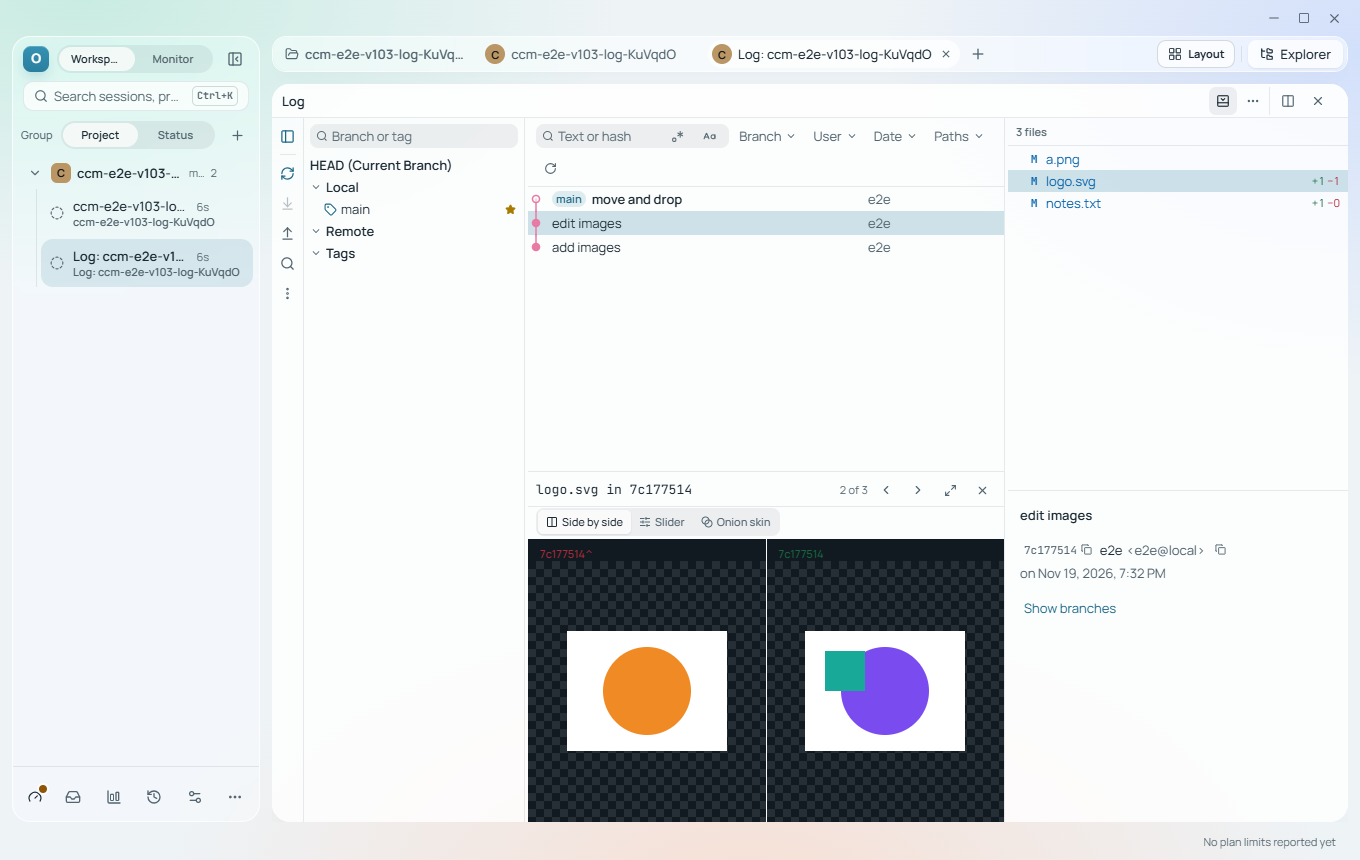 O
Worksp...
Monitor
Search sessions, pr...
Ctrl+K
Group
Project
Status
C
ccm-e2e-v103-...
m...
2
ccm-e2e-v103-lo...
6s
ccm-e2e-v103-log-KuVqdO
Log: ccm-e2e-v1...
6s
Log: ccm-e2e-v103-log-KuVqdO
ccm-e2e-v103-log-KuVq...
C
ccm-e2e-v103-log-KuVqdO
C
Log: ccm-e2e-v103-log-KuVqdO
Layout
Explorer
Log
Branch or tag
HEAD (Current Branch)
Local
main
Remote
Tags
Text or hash
.*
Aa
Branch
User
Date
Paths
main
move and drop
e2e
edit images
e2e
add images
e2e
logo.svg in 7c177514
2 of 3
Side by side
Slider
Onion skin
7c177514^
7c177514
3 files
M a.png
M logo.svg +1 −1
M notes.txt +1 −0
edit images
7c177514 e2e <e2e@local>
on Nov 19, 2026, 7:32 PM
Show branches
No plan limits reported yet